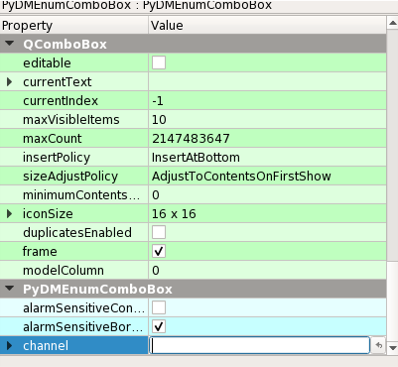 PyDMEnumComboBox : PyDMEnumComboBox
Property Value
QComboBox
editable
currentText
currentIndex -1
maxVisibleItems 10
maxCount 2147483647
insertPolicy InsertAtBottom
sizeAdjustPolicy AdjustToContentsOnFirstShow
minimumContents... 0
iconSize 16 x 16
duplicatesEnabled
frame
modelColumn 0
PyDMEnumComboBox
alarmSensitiveCon...
alarmSensitiveBor...
channel